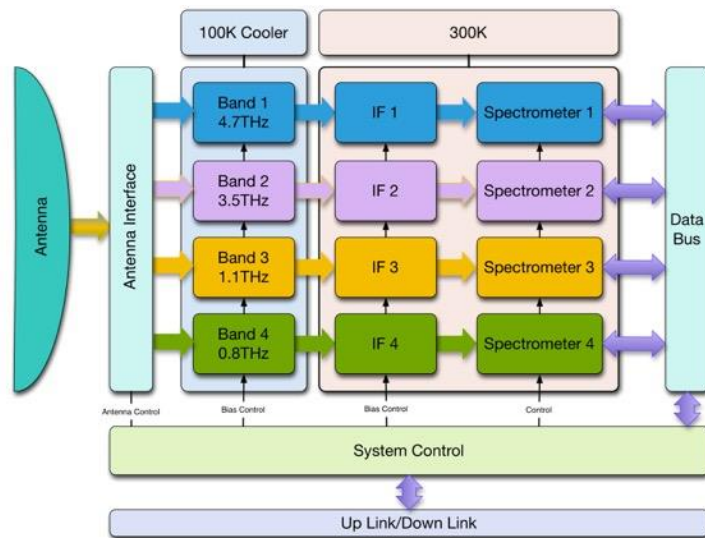 100K Cooler
300K
Antenna
Antenna Interface
Band 1
4.7THz
IF 1
Spectrometer 1
Band 2
3.5THz
IF 2
Spectrometer 2
Data
Bus
Band 3
1.1THz
IF 3
Spectrometer 3
Band 4
0.8THz
IF 4
Spectrometer 4
Antenna Control
Bias Control
Bias Control
Control
System Control
Up Link/Down Link